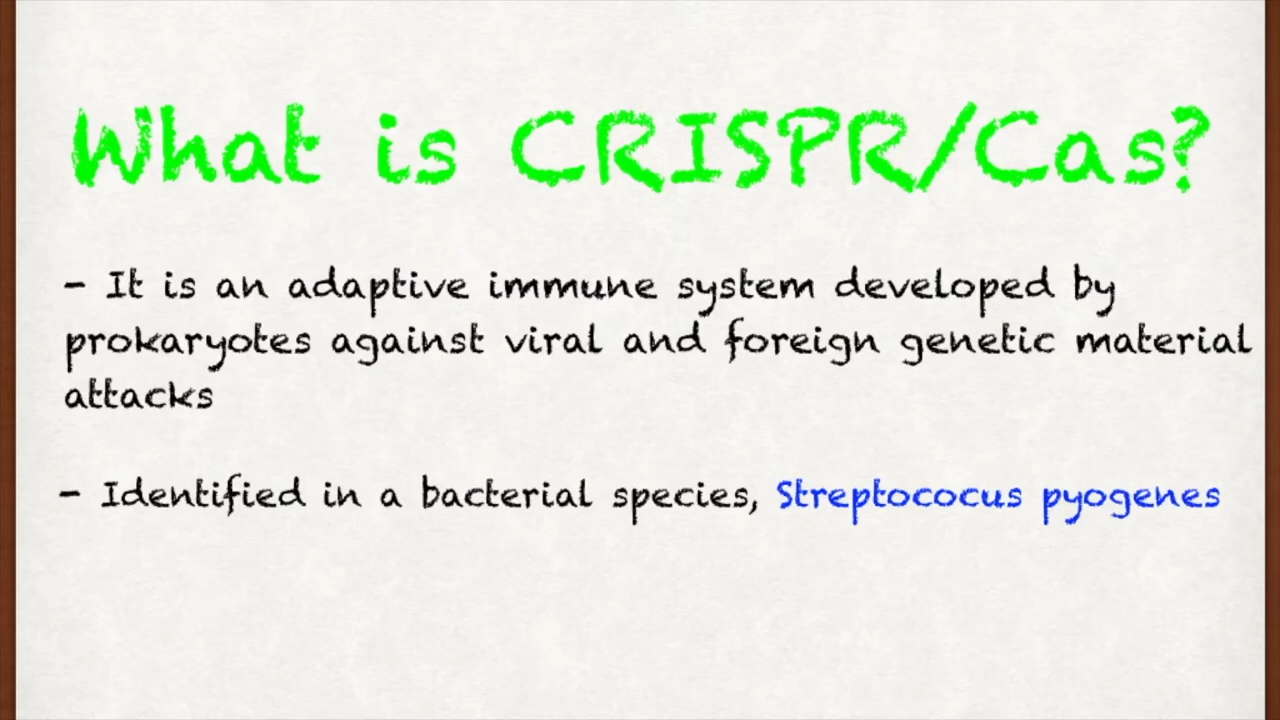 What is CRISPR/Cas?
- It is an adaptive immune system developed by
prokaryotes against viral and foreign genetic material
attacks
- Identified in a bacterial species, Streptococus pyogenes